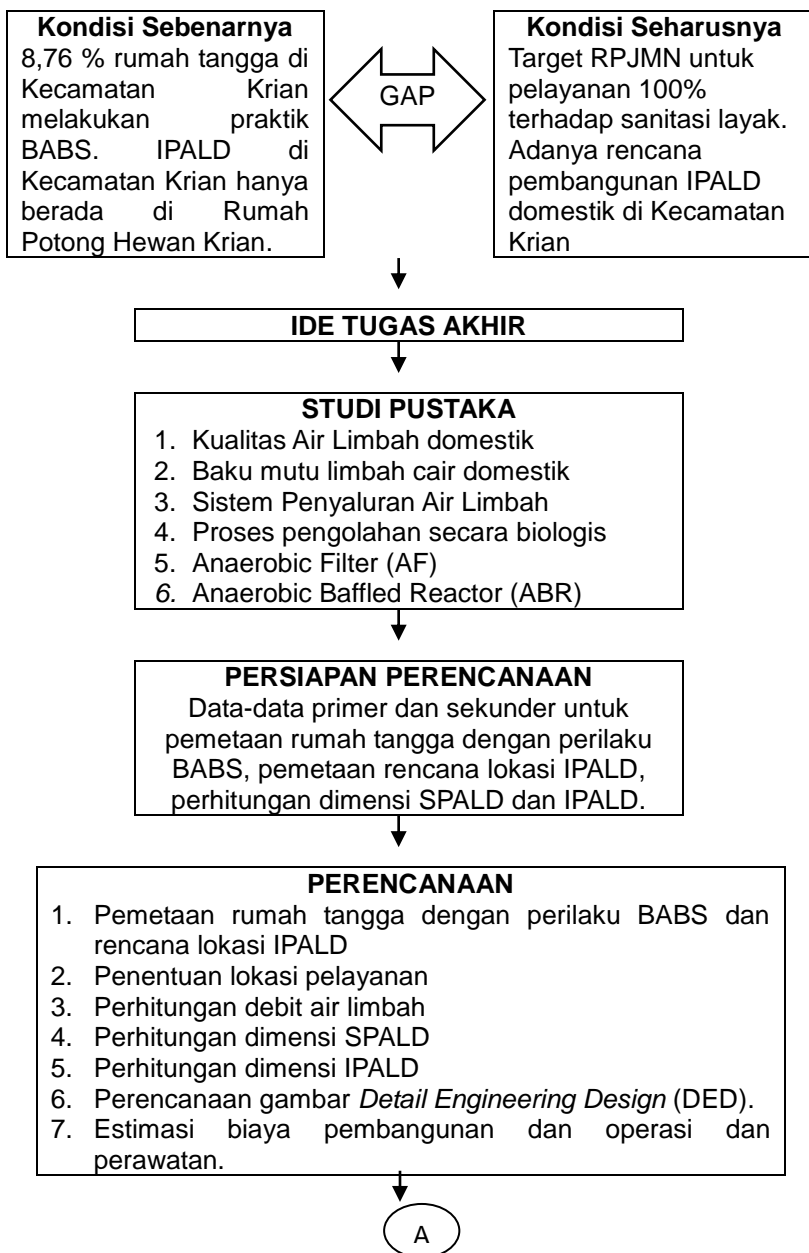 Kondisi Sebenarnya
8,76 % rumah tangga di
Kecamatan Krian
melakukan praktik
BABS. IPALD di
Kecamatan Krian hanya
berada di Rumah
Potong Hewan Krian.
GAP
Kondisi Seharusnya
Target RPJMN untuk
pelayanan 100%
terhadap sanitasi layak.
Adanya rencana
pembangunan IPALD
domestik di Kecamatan
Krian
IDE TUGAS AKHIR
STUDI PUSTAKA
1. Kualitas Air Limbah domestik
2. Baku mutu limbah cair domestik
3. Sistem Penyaluran Air Limbah
4. Proses pengolahan secara biologis
5. Anaerobic Filter (AF)
6. Anaerobic Baffled Reactor (ABR)
PERSIAPAN PERENCANAAN
Data-data primer dan sekunder untuk
pemetaan rumah tangga dengan perilaku
BABS, pemetaan rencana lokasi IPALD,
perhitungan dimensi SPALD dan IPALD.
PERENCANAAN
1. Pemetaan rumah tangga dengan perilaku BABS dan
rencana lokasi IPALD
2. Penentuan lokasi pelayanan
3. Perhitungan debit air limbah
4. Perhitungan dimensi SPALD
5. Perhitungan dimensi IPALD
6. Perencanaan gambar Detail Engineering Design (DED).
7. Estimasi biaya pembangunan dan operasi dan
perawatan.
A